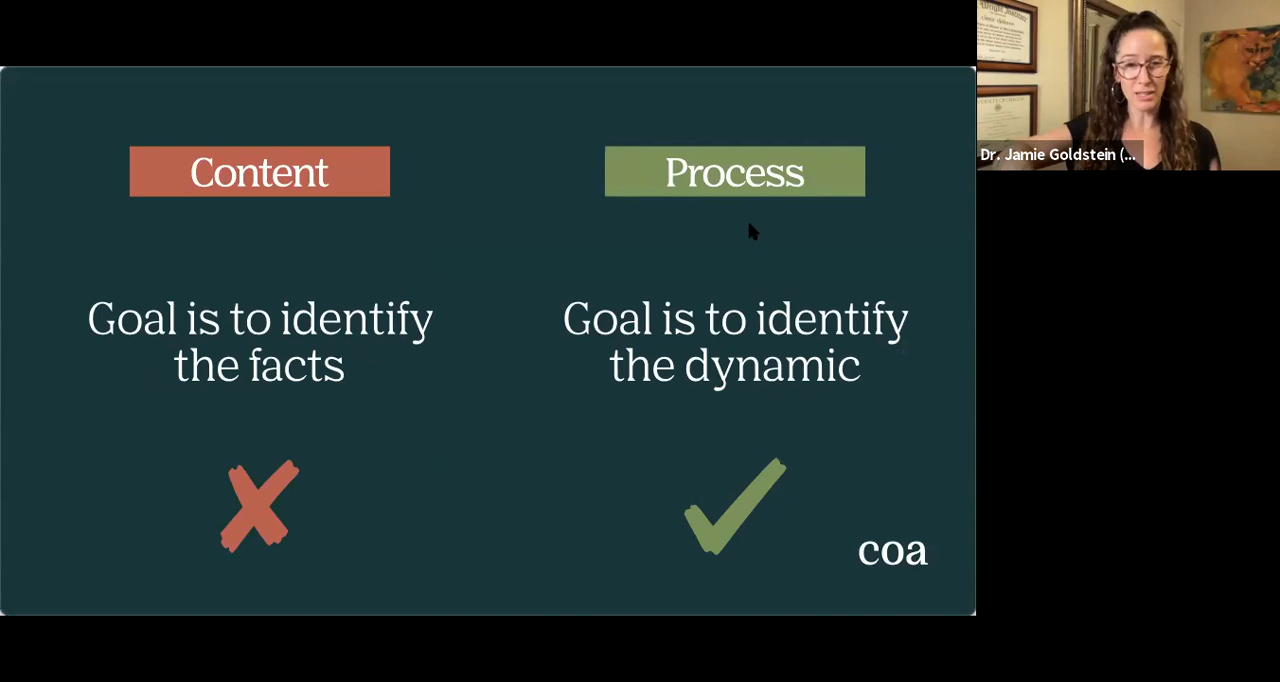 Content
Process
Goal is to identify
the facts
Goal is to identify
the dynamic
coa
Dr. Jamie Goldstein (...